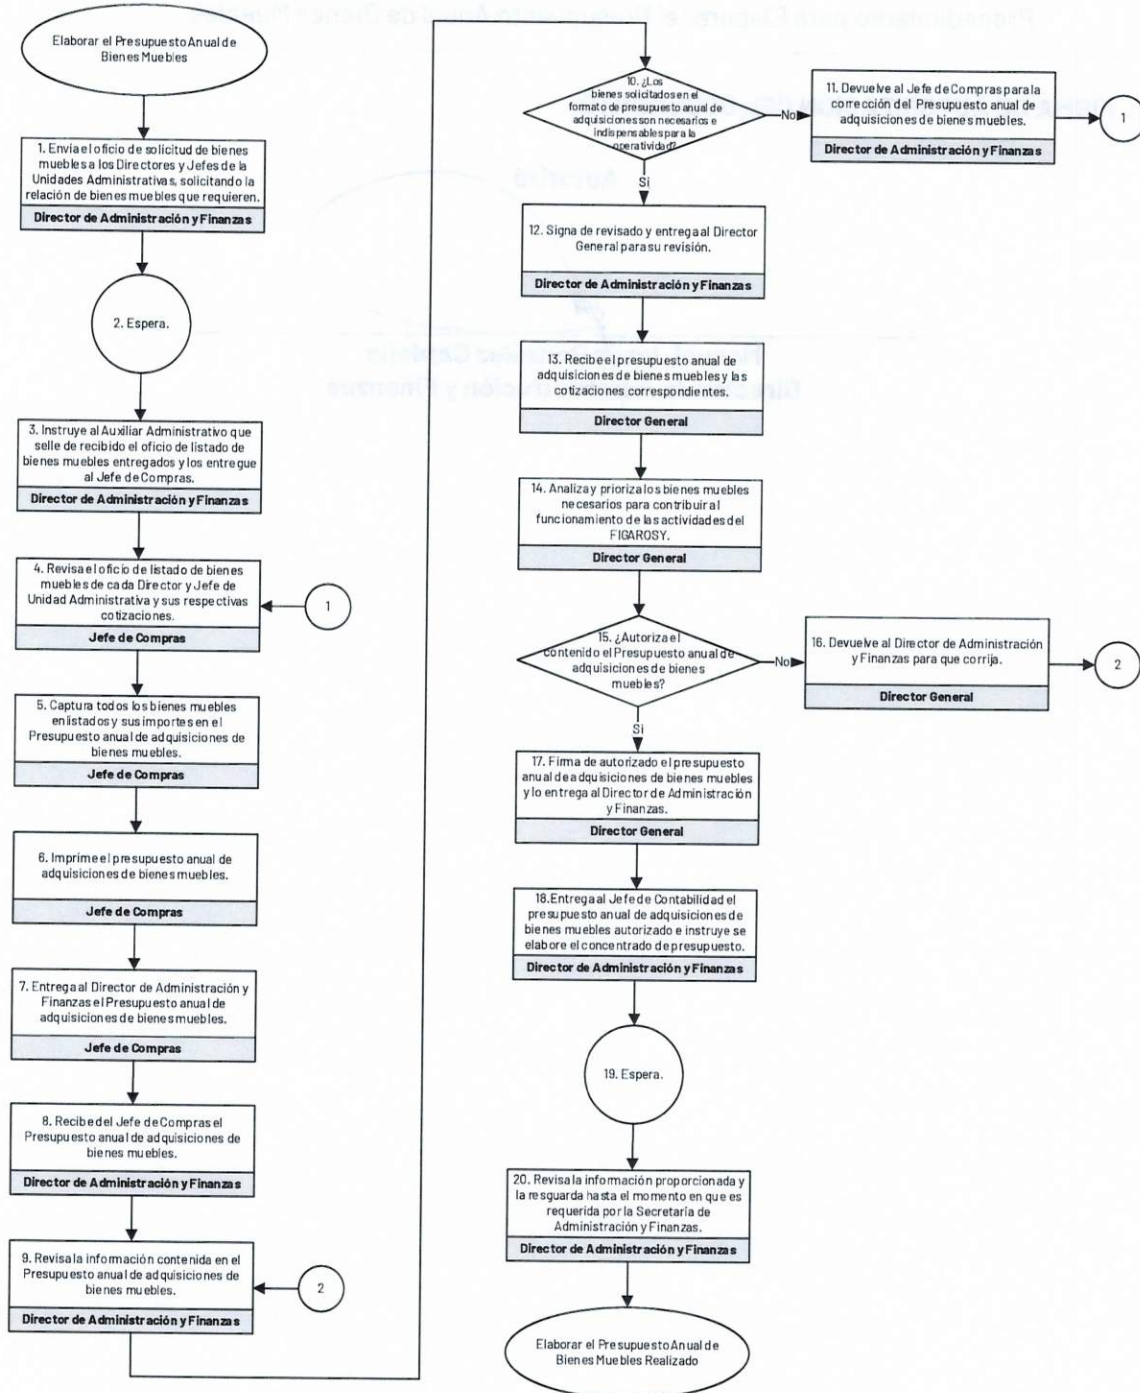 Elaborar el Presupuesto Anual de
Bienes Muebles
1. Envía el oficio de solicitud de bienes
muebles a los Directores y Jefes de la
Unidades Administrativas, solicitando la
relación de bienes muebles que requieren.
Director de Administración y Finanzas
2. Espera.
3. Instruye al Auxiliar Administrativo que
selle de recibido el oficio de listado de
bienes muebles entregados y los entregue
al Jefe de Compras.
Director de Administración y Finanzas
4. Revisa el oficio de listado de bienes
muebles de cada Director y Jefe de
Unidad Administrativa y sus respectivas
cotizaciones.
Jefe de Compras
1
5. Captura todos los bienes muebles
enlistados y sus importes en el
Presupuesto anual de adquisiciones de
bienes muebles.
Jefe de Compras
6. Imprime el presupuesto anual de
adquisiciones de bienes muebles.
Jefe de Compras
7. Entrega al Director de Administración y
Finanzas el Presupuesto anual de
adquisiciones de bienes muebles.
Jefe de Compras
8. Recibe del Jefe de Compras el
Presupuesto anual de adquisiciones de
bienes muebles.
Director de Administración y Finanzas
9. Revisa la información contenida en el
Presupuesto anual de adquisiciones de
bienes muebles.
Director de Administración y Finanzas
2
10. ¿Los
bienes solicitados en el
formato de presupuesto anual de
adquisiciones son necesarios e
indispensables para la
operatividad?
No
11. Devuelve al Jefe de Compras para la
corrección del Presupuesto anual de
adquisiciones de bienes muebles.
Director de Administración y Finanzas
1
Si
12. Signa de revisado y entrega al Director
General para su revisión.
Director de Administración y Finanzas
13. Recibe el presupuesto anual de
adquisiciones de bienes muebles y las
cotizaciones correspondientes.
Director General
14. Analiza y prioriza los bienes muebles
necesarios para contribuir al
funcionamiento de las actividades del
FIGAROSY.
Director General
15. ¿Autoriza el
contenido el Presupuesto anual de
adquisiciones de bienes
muebles?
No
16. Devuelve al Director de Administración
y Finanzas para que corrija.
Director General
2
Si
17. Firma de autorizado el presupuesto
anual de adquisiciones de bienes muebles
y lo entrega al Director de Administración
y Finanzas.
Director General
18.Entrega al Jefe de Contabilidad el
presupuesto anual de adquisiciones de
bienes muebles autorizado e instruye se
elabore el concentrado de presupuesto.
Director de Administración y Finanzas
19. Espera.
20. Revisa la información proporcionada y
la resguarda hasta el momento en que es
requerida por la Secretaría de
Administración y Finanzas.
Director de Administración y Finanzas
Elaborar el Presupuesto Anual de
Bienes Muebles Realizado